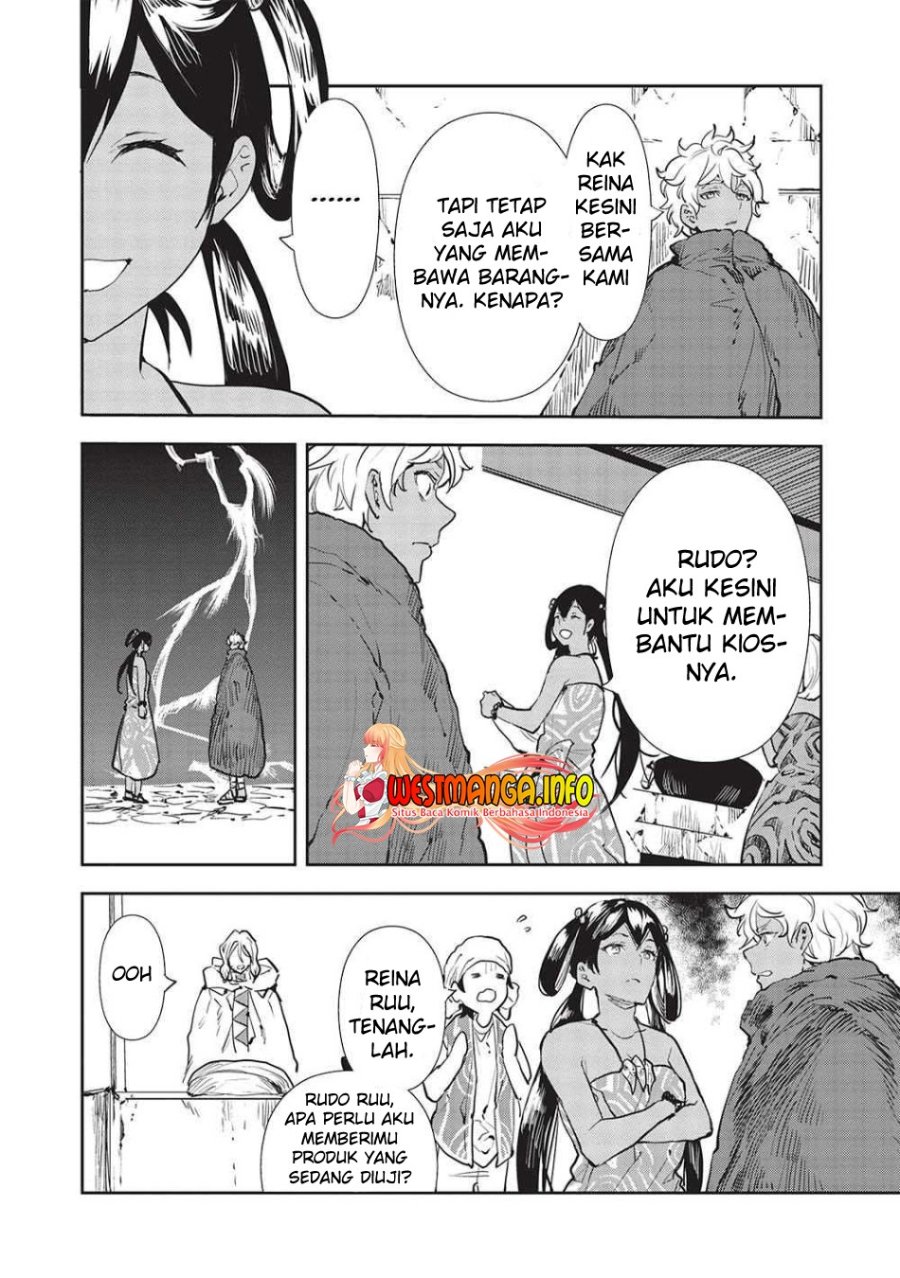 KAK
REINA
KESINI
BER-
SAMA
KAMI
TAPI TETAP
SAJA AKU
YANG MEM-
BAWA BARANG-
NYA. KENAPA?
.......
RUDO?
AKU KESINI
UNTUK MEM-
BANTU KIOS-
NYA.
WESTMANGA.INFO
Situs Baca Komik Berbahasa Indonesia
REINA
RUU,
TENANG-
LAH.
RUDO RUU,
APA PERLU AKU
MEMBERIMU
PRODUK YANG
SEDANG DIUJI?
OOH